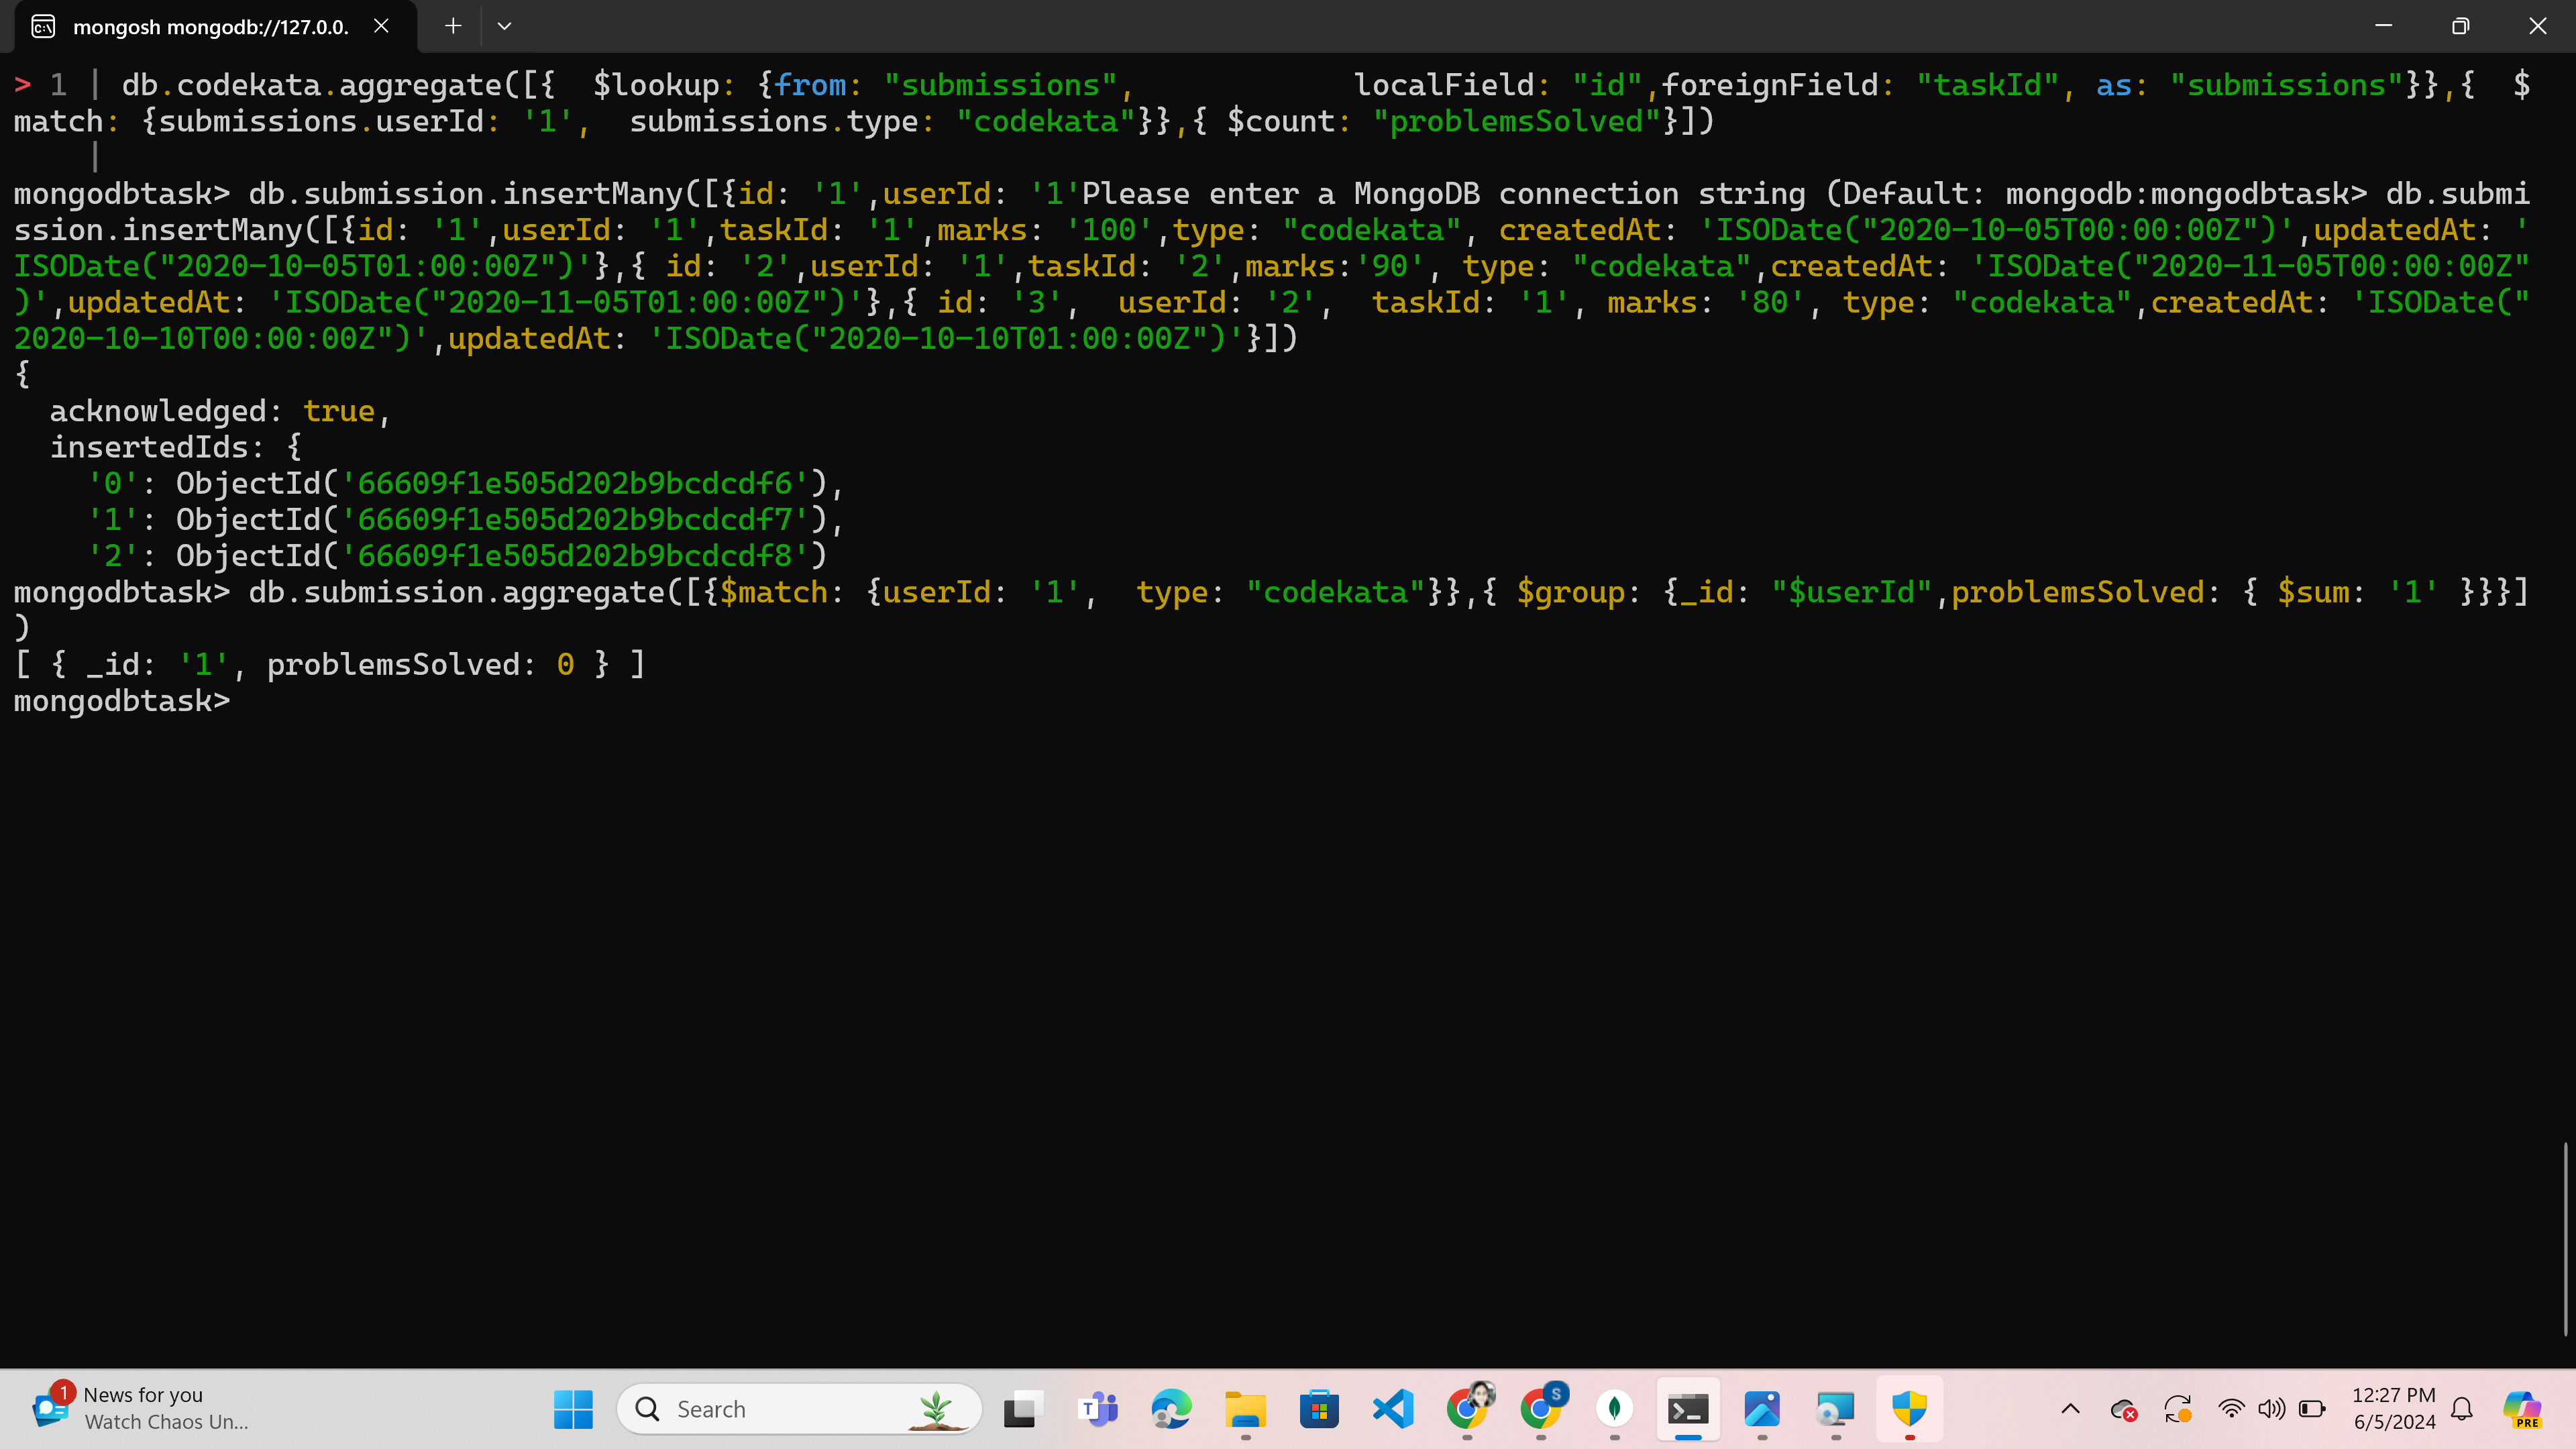 mongosh mongodb://127.0.0.
> 1 | db.codekata.aggregate([{  $lookup: {from: "submissions",            localField: "id",foreignField: "taskId", as: "submissions"}},{  $
match: {submissions.userId: '1',  submissions.type: "codekata"}},{ $count: "problemsSolved"}])
|
mongodbtask> db.submission.insertMany([{id: '1',userId: '1'Please enter a MongoDB connection string (Default: mongodb:mongodbtask> db.submi
ssion.insertMany([{id: '1',userId: '1',taskId: '1',marks: '100',type: "codekata", createdAt: 'ISODate("2020-10-05T00:00:00Z")',updatedAt: '
ISODate("2020-10-05T01:00:00Z")'},{ id: '2',userId: '1',taskId: '2',marks:'90', type: "codekata",createdAt: 'ISODate("2020-11-05T00:00:00Z"
)',updatedAt: 'ISODate("2020-11-05T01:00:00Z")'},{ id: '3',  userId: '2',  taskId: '1', marks: '80', type: "codekata",createdAt: 'ISODate("
2020-10-10T00:00:00Z")',updatedAt: 'ISODate("2020-10-10T01:00:00Z")'}])
{
  acknowledged: true,
  insertedIds: {
    '0': ObjectId('66609f1e505d202b9bcdcdf6'),
    '1': ObjectId('66609f1e505d202b9bcdcdf7'),
    '2': ObjectId('66609f1e505d202b9bcdcdf8')
mongodbtask> db.submission.aggregate([{$match: {userId: '1',  type: "codekata"}},{ $group: {_id: "$userId",problemsSolved: { $sum: '1' }}}]
)
[ { _id: '1', problemsSolved: 0 } ]
mongodbtask>
1
News for you
Watch Chaos Un...
Search
T
S
12:27 PM
6/5/2024
PRE